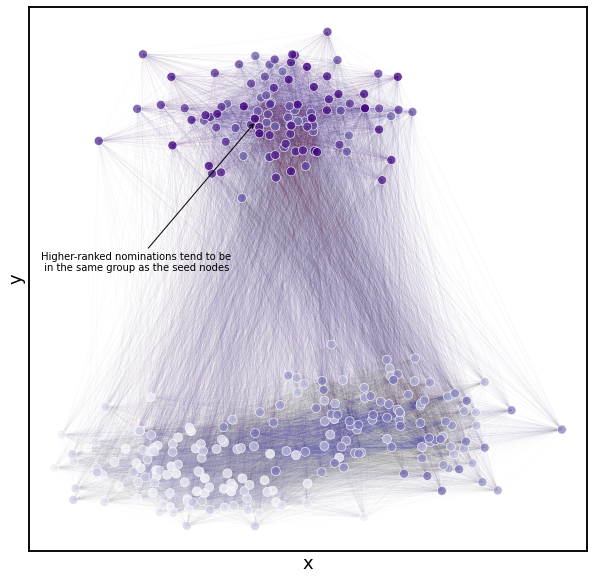 Higher-ranked nominations tend to be
in the same group as the seed nodes
y
x